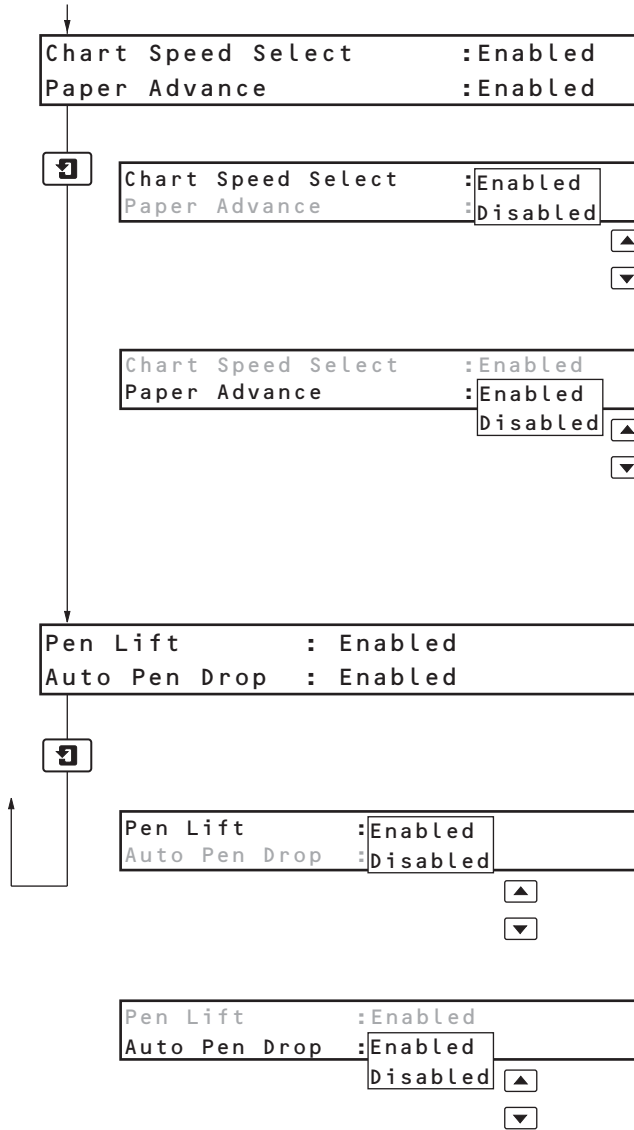 Chart Speed Select :Enabled
Paper Advance :Enabled
Chart Speed Select :Enabled
Paper Advance :Disabled
Chart Speed Select :Enabled
Paper Advance :Enabled
Disabled
Pen Lift : Enabled
Auto Pen Drop : Enabled
Pen Lift :Enabled
Auto Pen Drop :Disabled
Pen Lift :Enabled
Auto Pen Drop :Enabled
Disabled